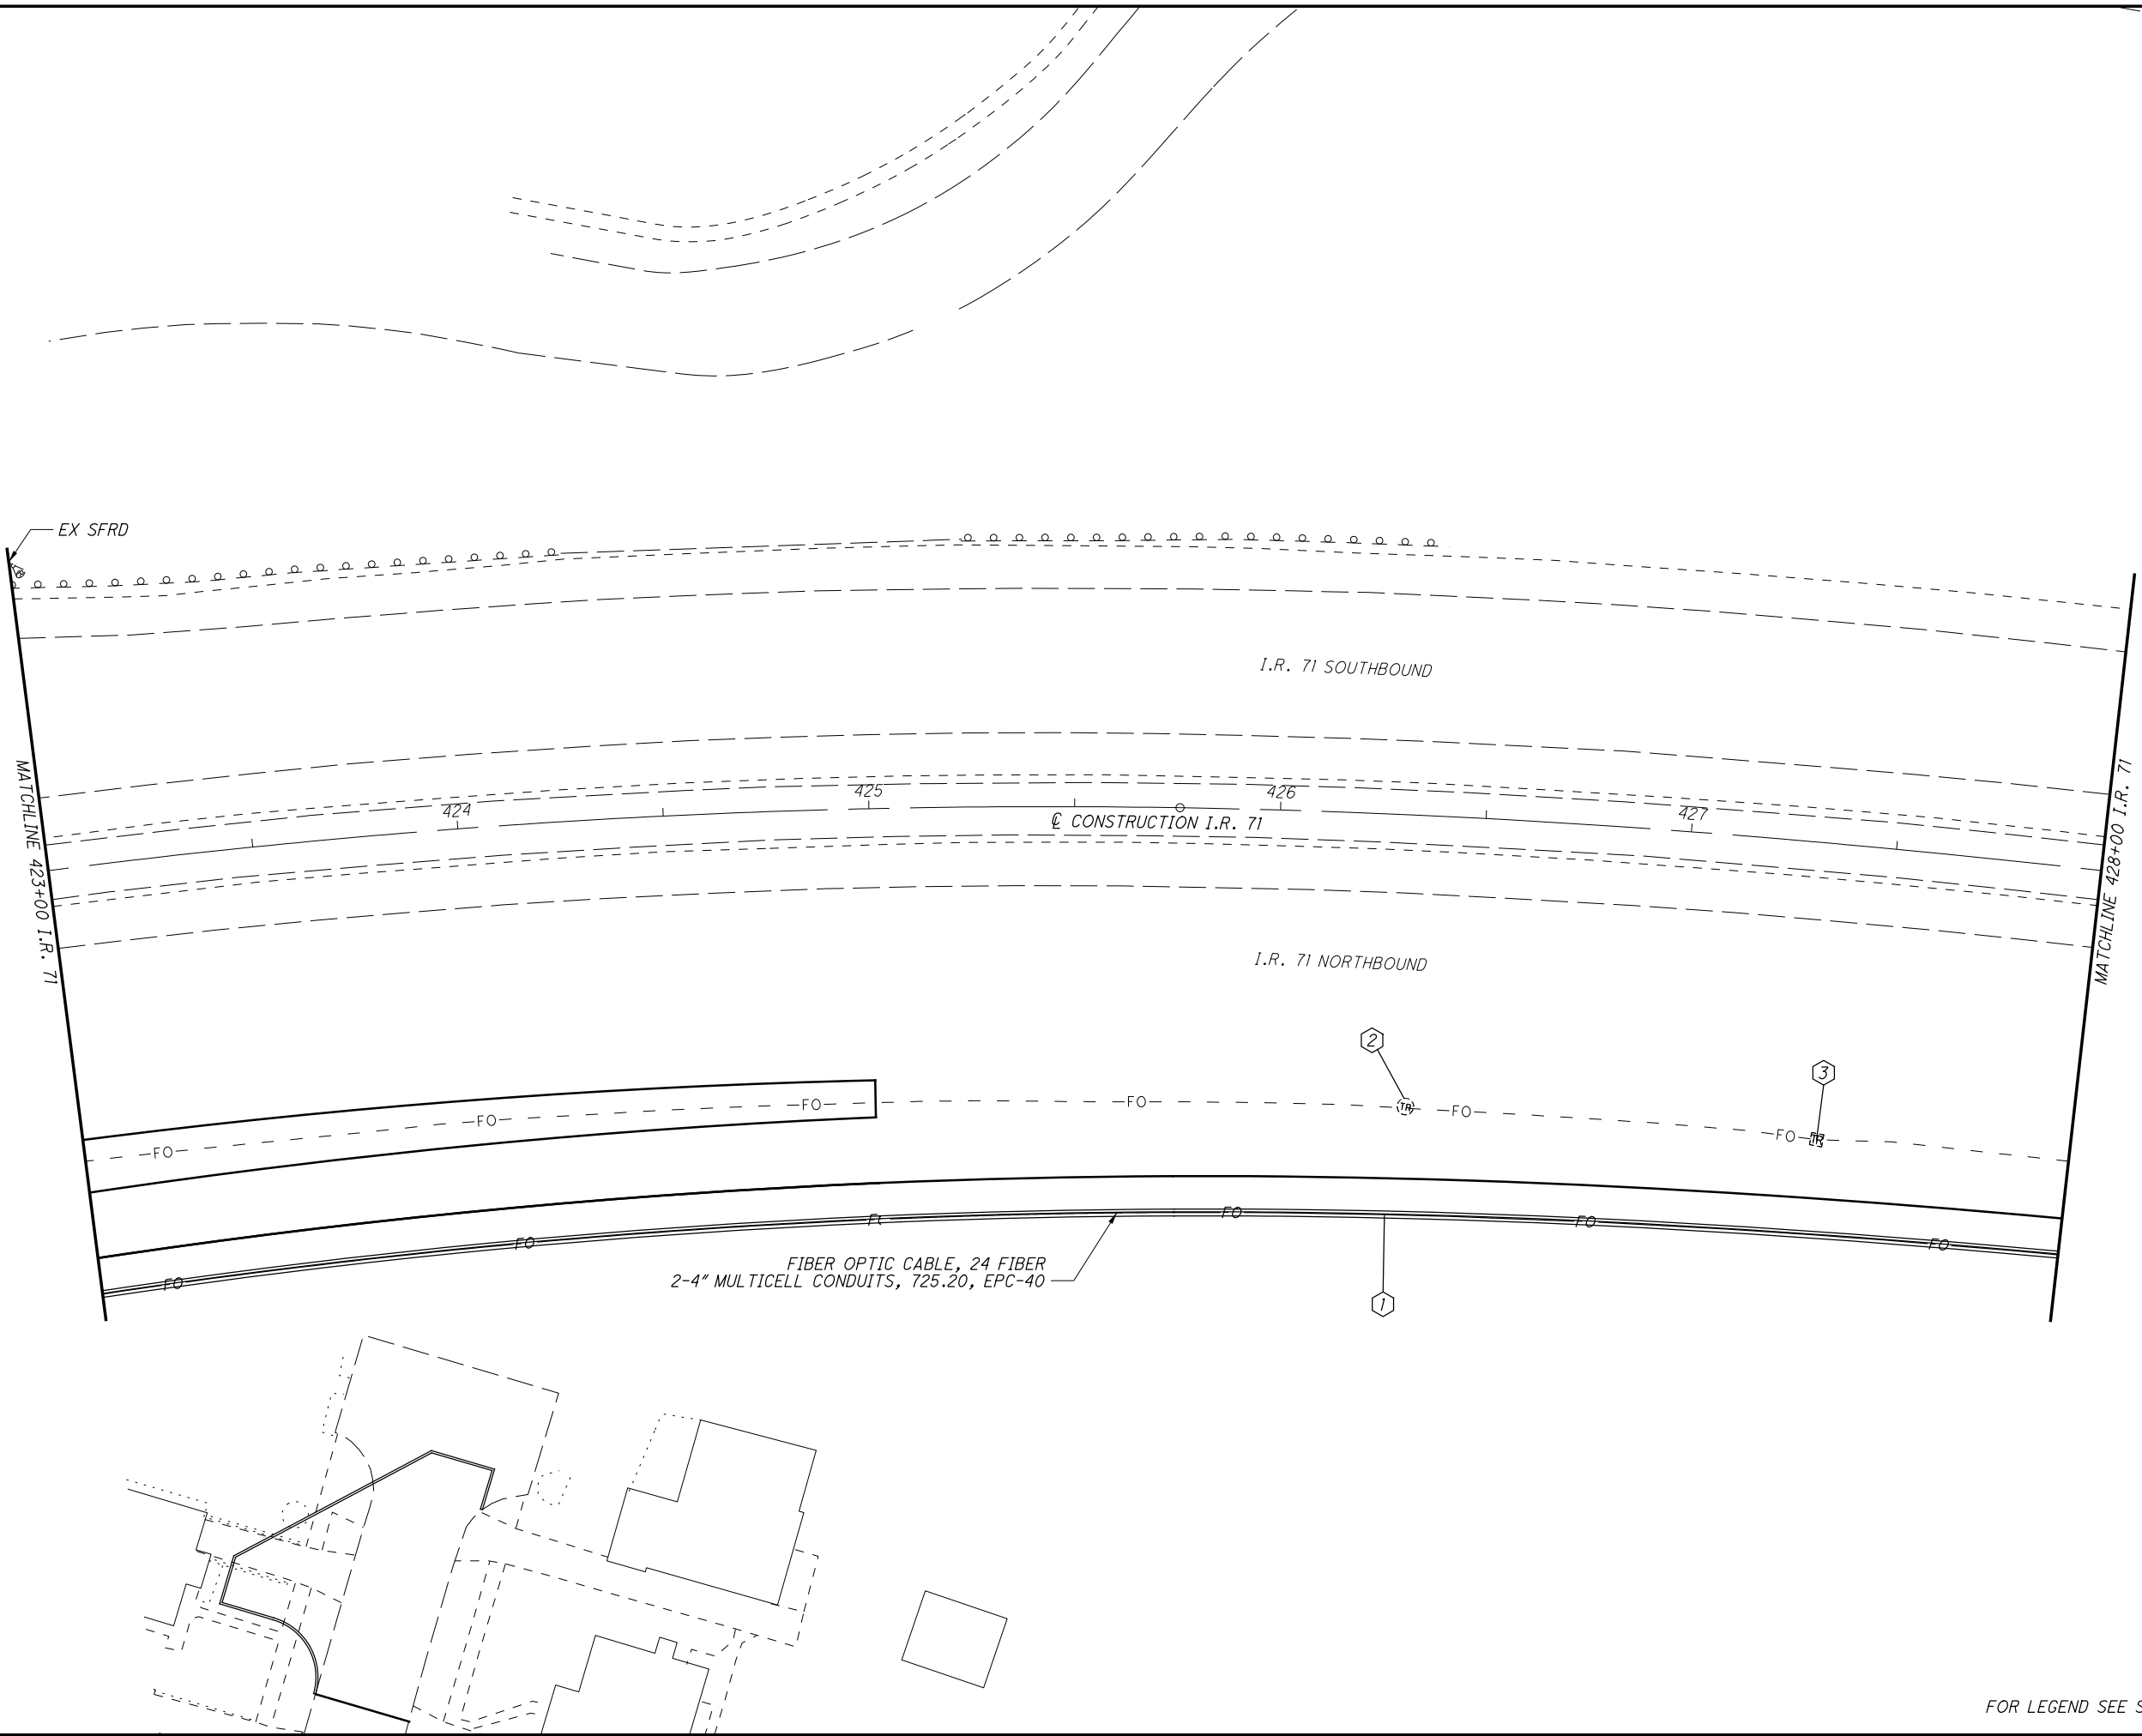 EX SFRD
I.R. 71 SOUTHBOUND
MATCHLINE 423+00 I.R. 71
MATCHLINE 428+00 I.R. 71
424
425
426
427
℄ CONSTRUCTION I.R. 71
I.R. 71 NORTHBOUND
2
3
TR
TR
FO
FO
FO
FO
FO
FO
FO
FO
FO
FO
FO
FIBER OPTIC CABLE, 24 FIBER
2-4" MULTICELL CONDUITS, 725.20, EPC-40
1
FOR LEGEND SEE S